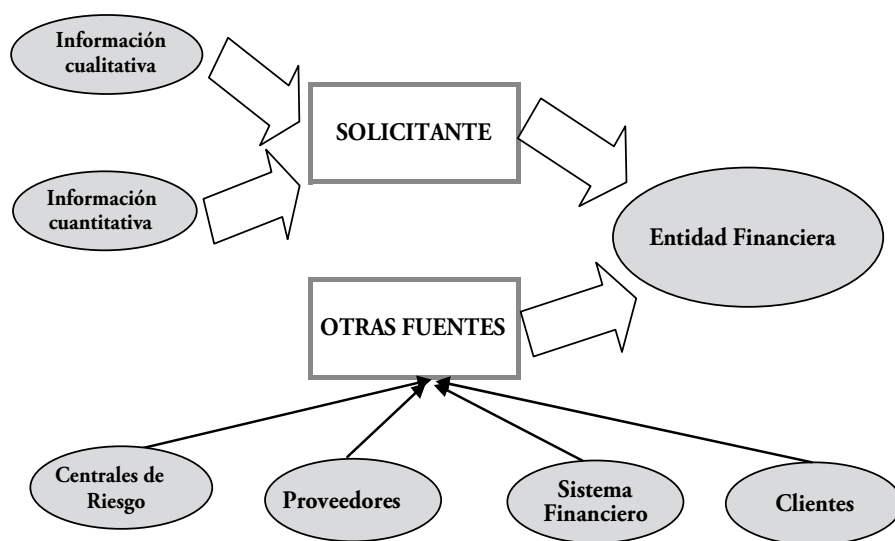 Información
cualitativa
SOLICITANTE
Información
cuantitativa
Entidad Financiera
OTRAS FUENTES
Centrales de
Riesgo
Proveedores
Sistema
Financiero
Clientes